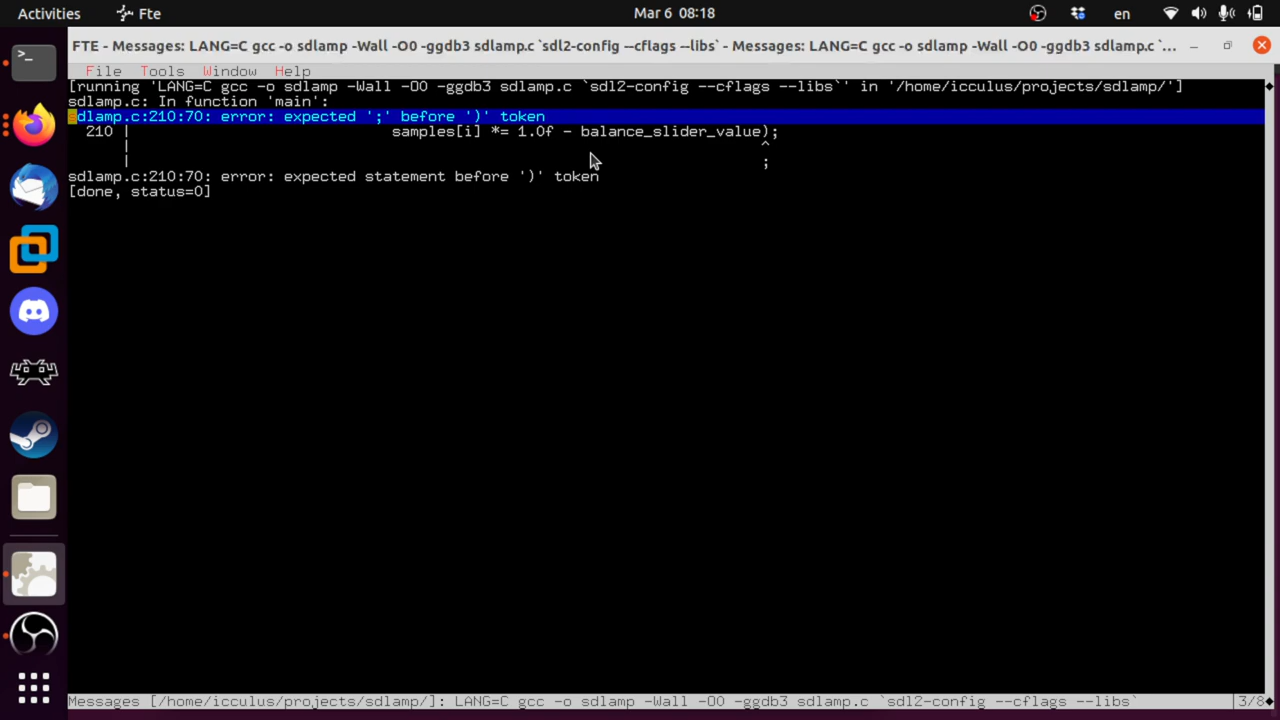 Activities
Fte
Mar 6 08:18
en
FTE - Messages: LANG=C gcc -o sdlamp -Wall -O0 -ggdb3 sdlamp.c `sdl2-config --cflags --libs` - Messages: LANG=C gcc -o sdlamp -Wall -O0 -ggdb3 sdlamp.c `sdl2-config --cflags --libs`...
File Tools Window Help
[running 'LANG=C gcc -o sdlamp -Wall -O0 -ggdb3 sdlamp.c `sdl2-config --cflags --libs`' in '/home/icculus/projects/sdlamp/']
sdlamp.c: In function 'main':
sdlamp.c:210:70: error: expected ';' before ')' token
210 | samples[i] *= 1.0f - balance_slider_value);
| ^
| ;
sdlamp.c:210:70: error: expected statement before ')' token
[done, status=0]
Messages [/home/icculus/projects/sdlamp/]: LANG=C gcc -o sdlamp -Wall -O0 -ggdb3 sdlamp.c `sdl2-config --cflags --libs` 3/8